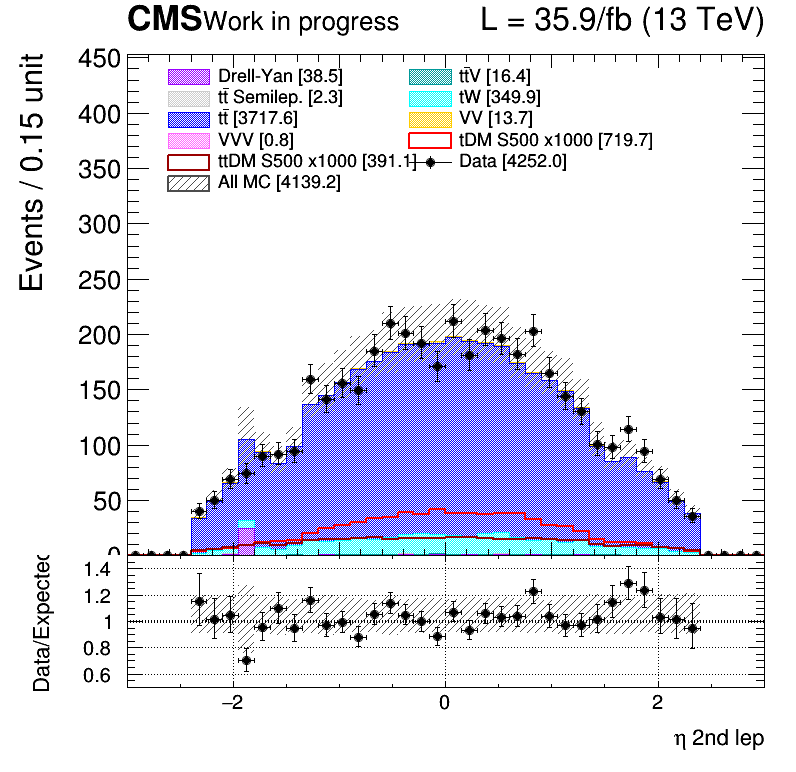 CMS Work in progress L = 35.9/fb (13 TeV)
Events / 0.15 unit
450
400
350
300
250
200
150
100
50
0
Drell-Yan [38.5]
tt̄ Semilep. [2.3]
tt̄ [3717.6]
VVV [0.8]
ttDM S500 x1000 [391.1]
All MC [4139.2]
tt̄V [16.4]
tW [349.9]
VV [13.7]
tDM S500 x1000 [719.7]
Data [4252.0]
Data/Expected
1.4
1.2
1
0.8
0.6
−2 0 2
η 2nd lep